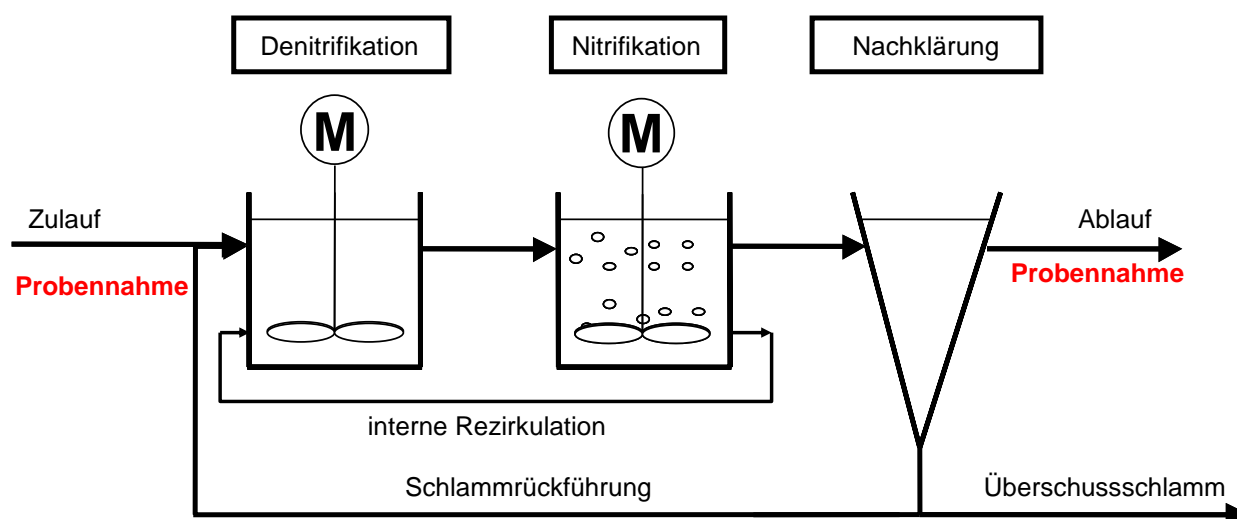 Denitrifikation
Nitrifikation
Nachklärung
M
M
Zulauf
Ablauf
Probennahme
Probennahme
interne Rezirkulation
Schlammrückführung
Überschussschlamm